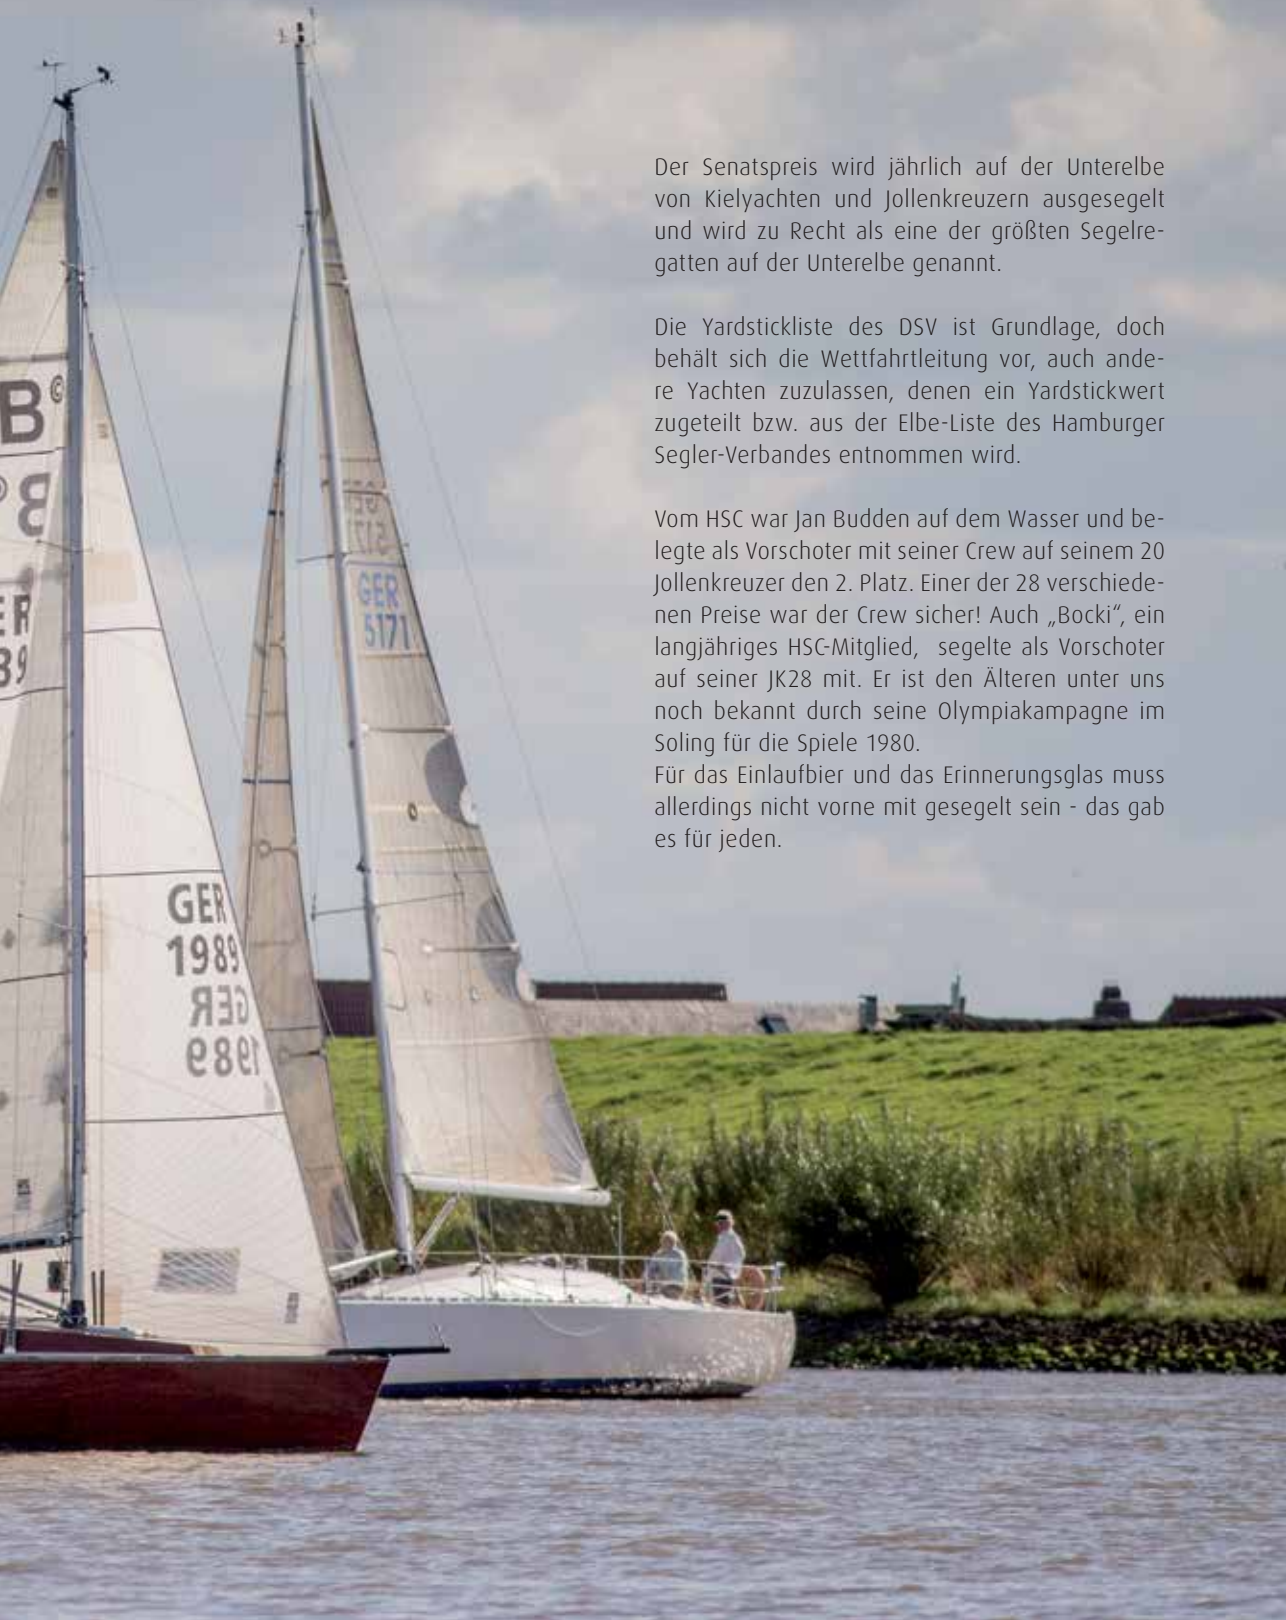 Der Senatspreis wird jährlich auf der Unterelbe
von Kielyachten und Jollenkreuzern ausgesegelt
und wird zu Recht als eine der größten Segelre-
gatten auf der Unterelbe genannt.
Die Yardstickliste des DSV ist Grundlage, doch
behält sich die Wettfahrtleitung vor, auch ande-
re Yachten zuzulassen, denen ein Yardstickwert
zugeteilt bzw. aus der Elbe-Liste des Hamburger
Segler-Verbandes entnommen wird.
Vom HSC war Jan Budden auf dem Wasser und be-
legte als Vorschoter mit seiner Crew auf seinem 20
Jollenkreuzer den 2. Platz. Einer der 28 verschiede-
nen Preise war der Crew sicher! Auch „Bocki“, ein
langjähriges HSC-Mitglied, segelte als Vorschoter
auf seiner JK28 mit. Er ist den Älteren unter uns
noch bekannt durch seine Olympiakampagne im
Soling für die Spiele 1980.
Für das Einlaufbier und das Erinnerungsglas muss
allerdings nicht vorne mit gesegelt sein - das gab
es für jeden.
B©
GER
5171
GER
5171
GER
1989
GER
1989